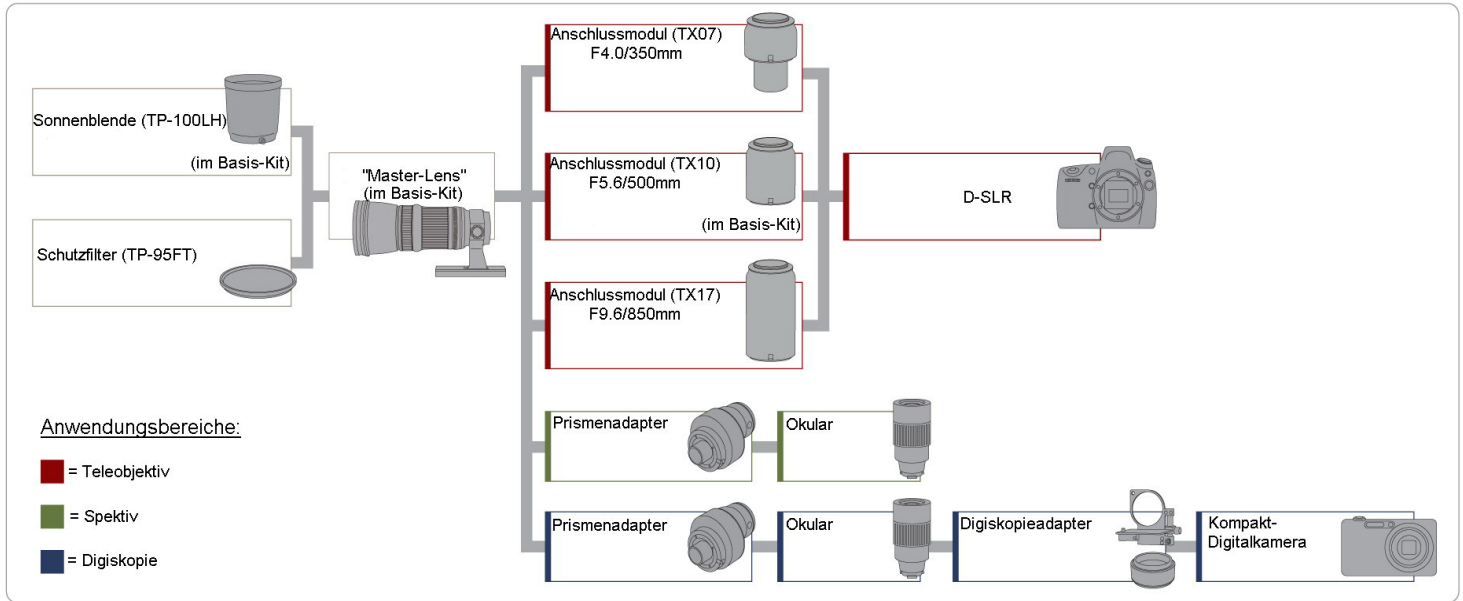 Sonnenblende (TP-100LH)
(im Basis-Kit)
Schutzfilter (TP-95FT)
"Master-Lens"
(im Basis-Kit)
Anschlussmodul (TX07)
F4.0/350mm
Anschlussmodul (TX10)
F5.6/500mm
(im Basis-Kit)
Anschlussmodul (TX17)
F9.6/850mm
D-SLR
Prismenadapter
Okular
Prismenadapter
Okular
Digiskopieadapter
Kompakt-
Digitalkamera
Anwendungsbereiche:
= Teleobjektiv
= Spektiv
= Digiskopie